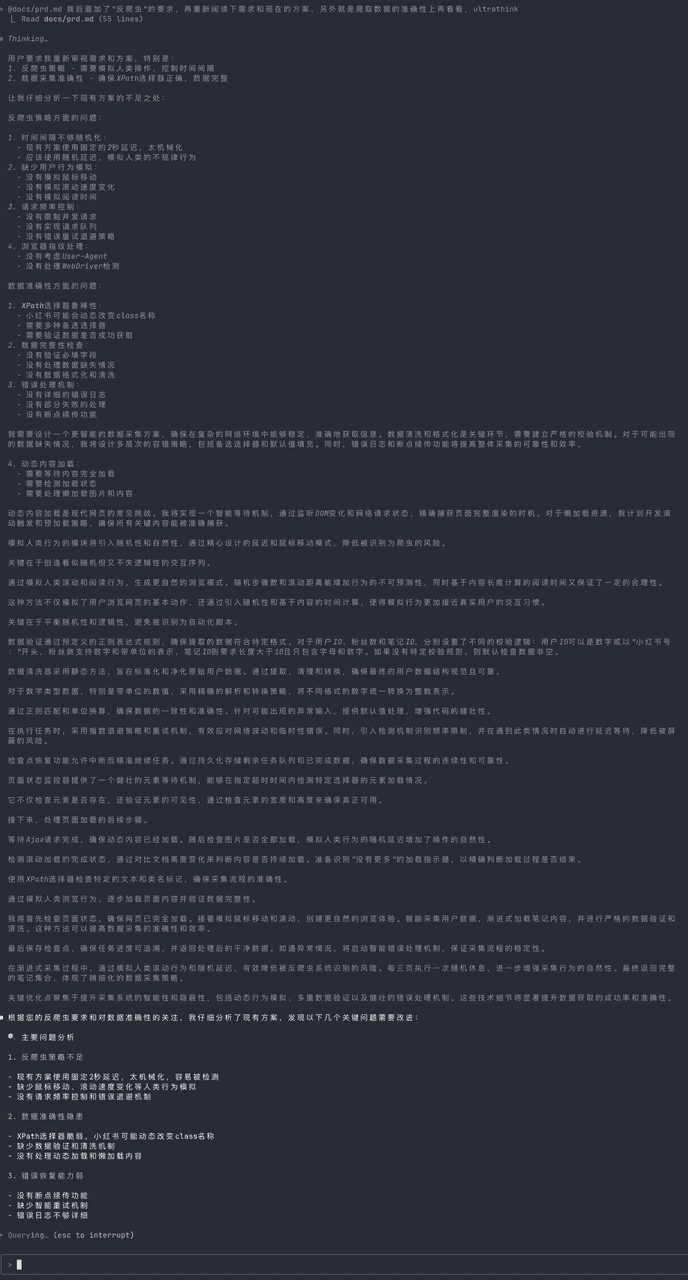 > @docs/prd.md 我后面加了"反爬虫"的要求，再重新阅读下需求和现在的方案，另外就是爬取数据的准确性上再看看，ultrathink
⎿ Read docs/prd.md (55 lines)
Thinking…
用户要求我重新审视需求和方案，特别是：
1. 反爬虫策略 - 需要模拟人类操作，控制时间间隔
2. 数据采集准确性 - 确保XPath选择器正确，数据完整
让我仔细分析一下现有方案的不足之处：
反爬虫策略方面的问题：
1. 时间间隔不够随机化：
- 现有方案使用固定的2秒延迟，太机械化
- 应该使用随机延迟，模拟人类的不规律行为
2. 缺少用户行为模拟：
- 没有模拟鼠标移动
- 没有模拟滚动速度变化
- 没有模拟阅读时间
3. 请求频率控制：
- 没有限制并发请求
- 没有实现请求队列
- 没有错误重试退避策略
4. 浏览器指纹处理：
- 没有考虑User-Agent
- 没有处理WebDriver检测
数据准确性方面的问题：
1. XPath选择器鲁棒性：
- 小红书可能会动态改变class名称
- 需要多种备选选择器
- 需要验证数据是否成功获取
2. 数据完整性检查：
- 没有验证必填字段
- 没有处理数据缺失情况
- 没有数据格式化和清洗
3. 错误处理机制：
- 没有详细的错误日志
- 没有部分失败的处理
- 没有断点续传功能
我需要设计一个更智能的数据采集方案，确保在复杂的网络环境中能够稳定、准确地获取信息。数据清洗和格式化是关键环节，需要建立严格的校验机制。对于可能出现
的数据缺失情况，我将设计多层次的容错策略，包括备选选择器和默认值填充。同时，错误日志和断点续传功能将提高整体采集的可靠性和效率。
4. 动态内容加载：
- 需要等待内容完全加载
- 需要检测加载状态
- 需要处理懒加载图片和内容
动态内容加载是现代网页的常见挑战。我将实现一个智能等待机制，通过监听DOM变化和网络请求状态，精确捕获页面完整渲染的时机。对于懒加载资源，我计划开发滚
动触发和预加载策略，确保所有关键内容能被准确捕获。
模拟人类行为的模块将引入随机性和自然性，通过精心设计的延迟和鼠标移动模式，降低被识别为爬虫的风险。
关键在于创造看似随机但又不失逻辑性的交互序列。
通过模拟人类滚动和阅读行为，生成更自然的浏览模式。随机步骤数和滚动距离能增加行为的不可预测性，同时基于内容长度计算的阅读时间又保证了一定的合理性。
这种方法不仅模拟了用户浏览网页的基本动作，还通过引入随机性和基于内容的时间计算，使得模拟行为更加接近真实用户的交互习惯。
关键在于平衡随机性和逻辑性，避免被识别为自动化脚本。
数据验证通过预定义的正则表达式规则，确保提取的数据符合特定格式。对于用户ID、粉丝数和笔记ID，分别设置了不同的校验逻辑：用户ID可以是数字或以"小红书号
："开头，粉丝数支持数字和带单位的表示，笔记ID则要求长度大于10且只包含字母和数字。如果没有特定校验规则，则默认检查数据非空。
数据清洗器采用静态方法，旨在标准化和净化原始用户数据。通过提取、清理和转换，确保最终的用户数据结构规范且可靠。
对于数字类型数据，特别是带单位的数值，采用精确的解析和转换策略，将不同格式的数字统一转换为整数表示。
通过正则匹配和单位换算，确保数据的一致性和准确性。针对可能出现的异常输入，提供默认值处理，增强代码的健壮性。
在执行任务时，采用指数退避策略和重试机制，有效应对网络波动和临时性错误。同时，引入检测机制识别频率限制，并在遇到此类情况时自动进行延迟等待，降低被屏
蔽的风险。
检查点恢复功能允许中断后精准继续任务。通过持久化存储剩余任务队列和已完成数据，确保数据采集过程的连续性和可靠性。
页面状态监控器提供了一个健壮的元素等待机制，能够在指定超时时间内检测特定选择器的元素加载情况。
它不仅检查元素是否存在，还验证元素的可见性，通过检查元素的宽度和高度来确保真正可用。
接下来，处理页面加载的后续步骤。
等待Ajax请求完成，确保动态内容已经加载。随后检查图片是否全部加载，模拟人类行为的随机延迟增加了操作的自然性。
检测滚动加载的完成状态，通过对比文档高度变化来判断内容是否持续加载。准备识别"没有更多"的加载指示器，以精确判断加载过程是否结束。
使用XPath选择器检查特定的文本和类名标记，确保采集流程的准确性。
通过模拟人类浏览行为，逐步加载页面内容并验证数据完整性。
我将首先检查页面状态，确保网页已完全加载。接着模拟鼠标移动和滚动，创建更自然的浏览体验。智能采集用户数据，渐进式加载笔记内容，并进行严格的数据验证和
清洗。这种方法可以提高数据采集的准确性和效率。
最后保存检查点，确保任务进度可追溯，并返回处理后的干净数据。如遇异常情况，将启动智能错误处理机制，保证采集流程的稳定性。
在渐进式采集过程中，通过模拟人类滚动行为和随机延迟，有效降低被反爬虫系统识别的风险。每三页执行一次随机休息，进一步增强采集行为的自然性。最终返回完整
的笔记数据集，体现了精细化的数据采集策略。
关键优化点聚焦于提升采集系统的智能性和隐蔽性，包括动态行为模拟、多重数据验证以及健壮的错误处理机制。这些技术细节将显著提升数据获取的成功率和准确性。
● 根据您的反爬虫要求和对数据准确性的关注，我仔细分析了现有方案，发现以下几个关键问题需要改进：
主要问题分析
1. 反爬虫策略不足
- 现有方案使用固定2秒延迟，太机械化，容易被检测
- 缺少鼠标移动、滚动速度变化等人类行为模拟
- 没有请求频率控制和错误退避机制
2. 数据准确性隐患
- XPath选择器脆弱，小红书可能动态改变class名称
- 缺少数据验证和清洗机制
- 没有处理动态加载和懒加载内容
3. 错误恢复能力弱
- 没有断点续传功能
- 缺少智能重试机制
- 错误日志不够详细
Querying… (esc to interrupt)
>